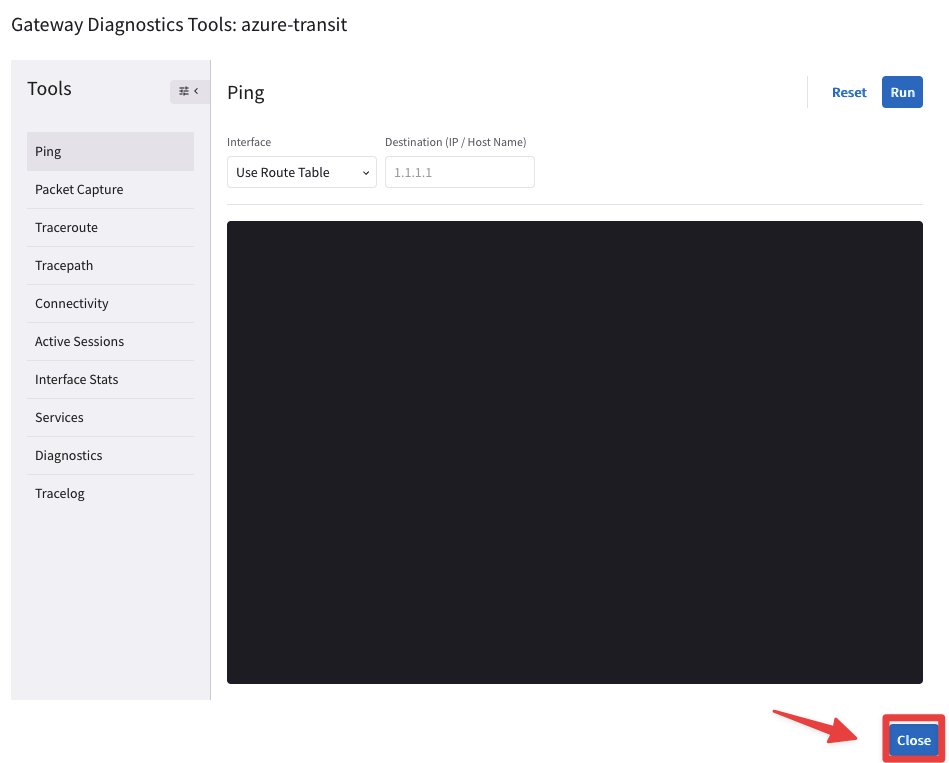 Gateway Diagnostics Tools: azure-transit
Tools
Ping
Packet Capture
Traceroute
Tracepath
Connectivity
Active Sessions
Interface Stats
Services
Diagnostics
Tracelog
Ping
Reset
Run
Interface
Destination (IP / Host Name)
Use Route Table
1.1.1.1
Close